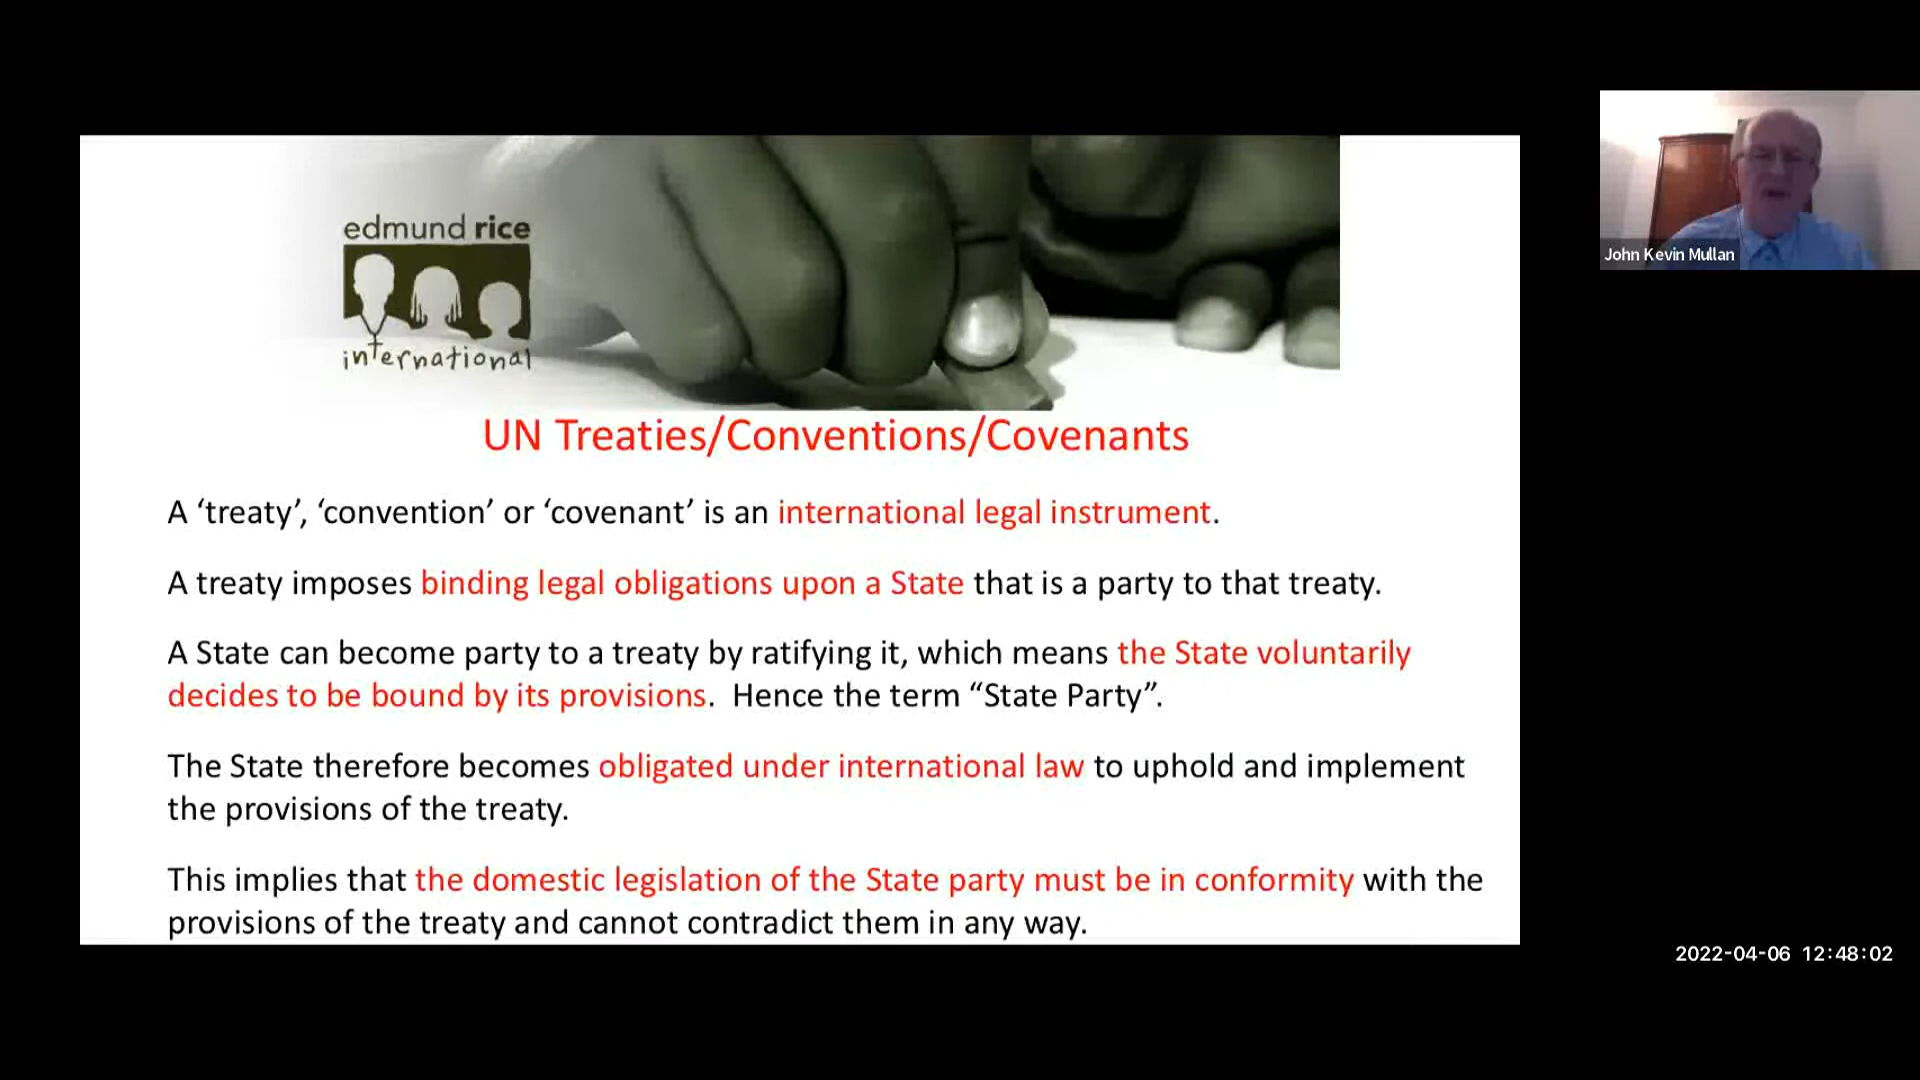 edmund rice
international
John Kevin Mullan
UN Treaties/Conventions/Covenants
A ‘treaty’, ‘convention’ or ‘covenant’ is an international legal instrument.
A treaty imposes binding legal obligations upon a State that is a party to that treaty.
A State can become party to a treaty by ratifying it, which means the State voluntarily
decides to be bound by its provisions.  Hence the term “State Party”.
The State therefore becomes obligated under international law to uphold and implement
the provisions of the treaty.
This implies that the domestic legislation of the State party must be in conformity with the
provisions of the treaty and cannot contradict them in any way.
2022-04-06 12:48:02